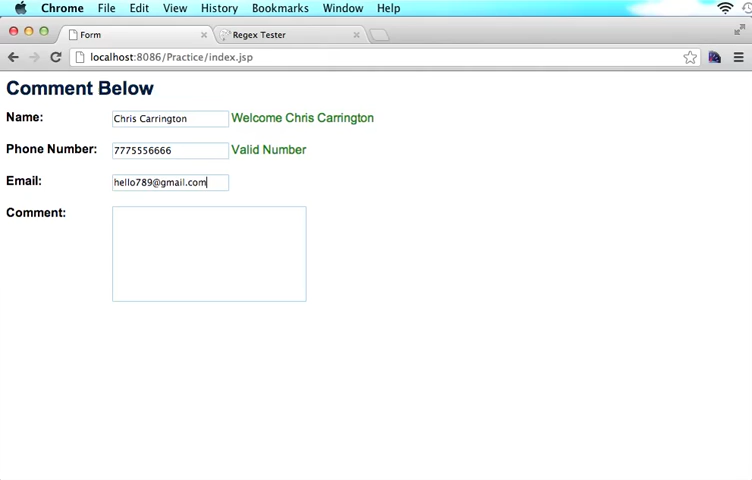 Chrome File Edit View History Bookmarks Window Help
Form Regex Tester
localhost:8086/Practice/index.jsp
Comment Below
Name: Chris Carrington Welcome Chris Carrington
Phone Number: 7775556666 Valid Number
Email: hello789@gmail.com
Comment: